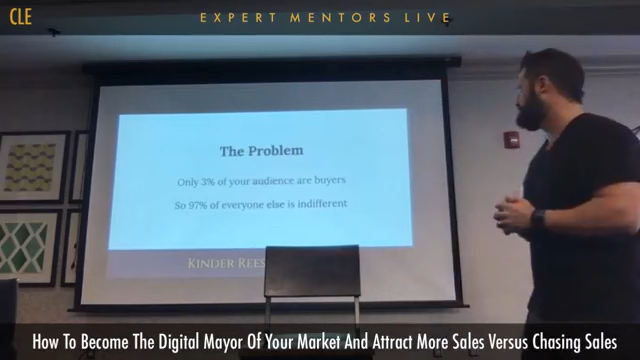 CLE
EXPERT MENTORS LIVE
The Problem
Only 3% of your audience are buyers
So 97% of everyone else is indifferent
KINDER REES
How To Become The Digital Mayor Of Your Market And Attract More Sales Versus Chasing Sales